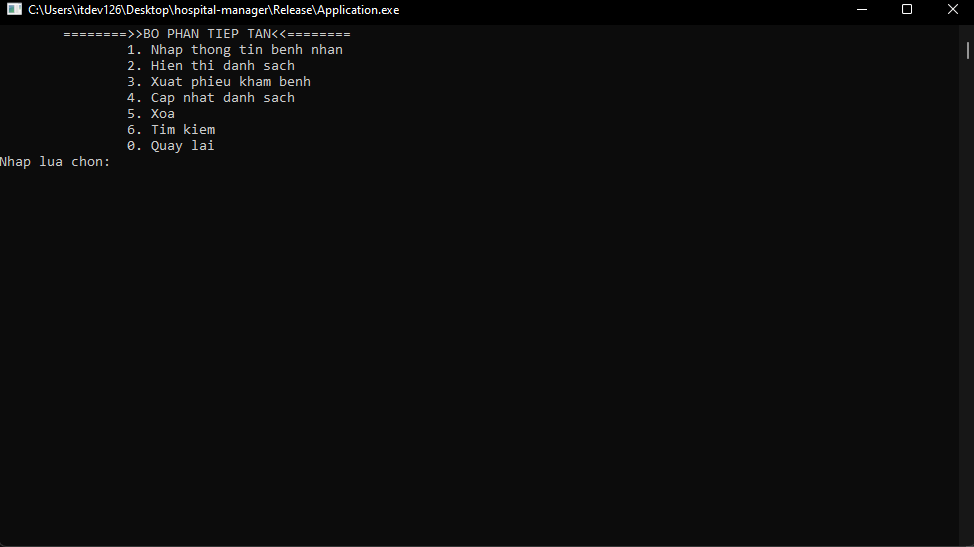 C:\Users\itdev126\Desktop\hospital-manager\Release\Application.exe
========>>BO PHAN TIEP TAN<<========
1. Nhap thong tin benh nhan
2. Hien thi danh sach
3. Xuat phieu kham benh
4. Cap nhat danh sach
5. Xoa
6. Tim kiem
0. Quay lai
Nhap lua chon: